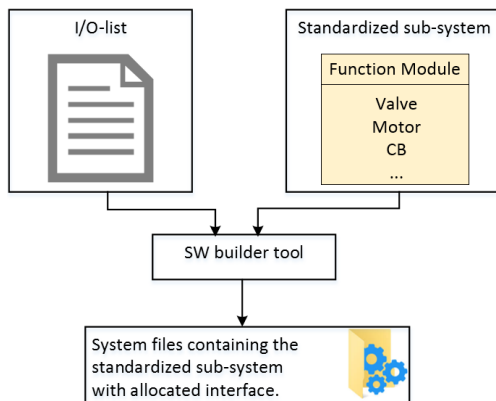 I/O-list
Standardized sub-system
Function Module
Valve
Motor
CB
...
SW builder tool
System files containing the
standardized sub-system
with allocated interface.